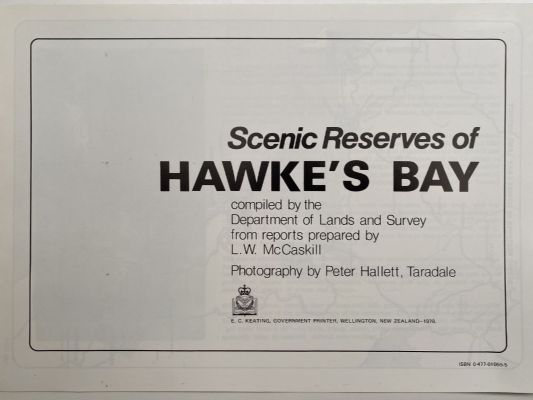 Scenic Reserves of
HAWKE'S BAY
compiled by the
Department of Lands and Survey
from reports prepared by
L.W. McCaskill
Photography by Peter Hallett, Taradale
E. C. KEATING, GOVERNMENT PRINTER, WELLINGTON, NEW ZEALAND—1978.